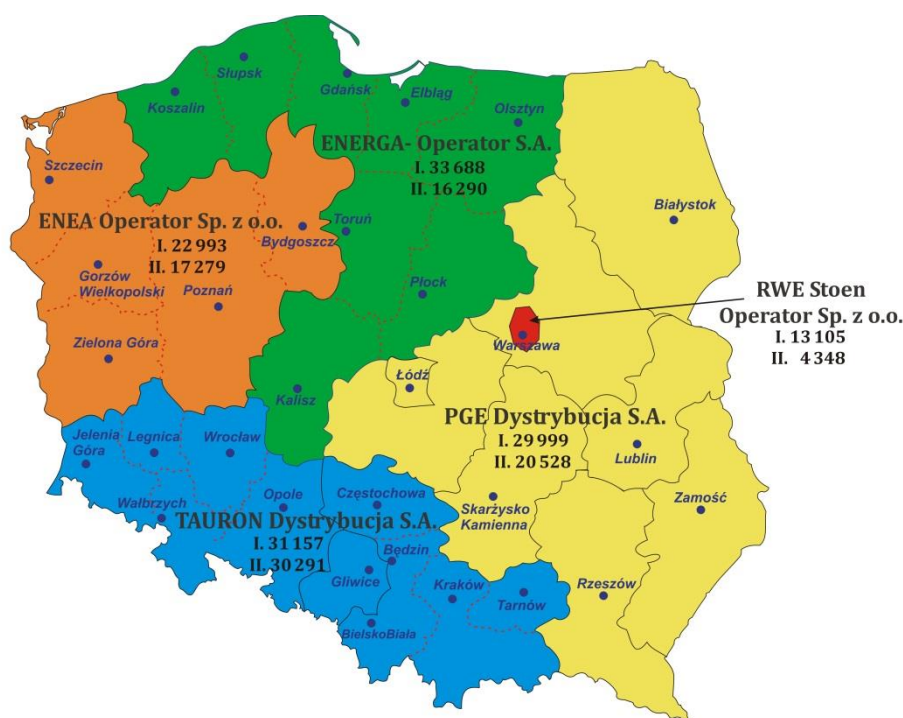 Słupsk
Koszalin
Gdańsk
Elbląg
Olsztyn
ENERGA- Operator S.A.
I. 33 688
II. 16 290
Szczecin
ENEA Operator Sp. z o.o.
I. 22 993
II. 17 279
Toruń
Bydgoszcz
Białystok
Gorzów
Wielkopolski
Poznań
Płock
RWE Stoen
Operator Sp. z o.o.
I. 13 105
II. 4 348
Zielona Góra
Warszawa
Łódź
Kalisz
PGE Dystrybucja S.A.
I. 29 999
II. 20 528
Jelenia
Góra
Legnica
Wrocław
Lublin
Wałbrzych
Opole
Częstochowa
Skarżysko
Kamienna
Zamość
TAURON Dystrybucja S.A.
I. 31 157
II. 30 291
Będzin
Gliwice
Kraków
Tarnów
Rzeszów
BielskoBiała